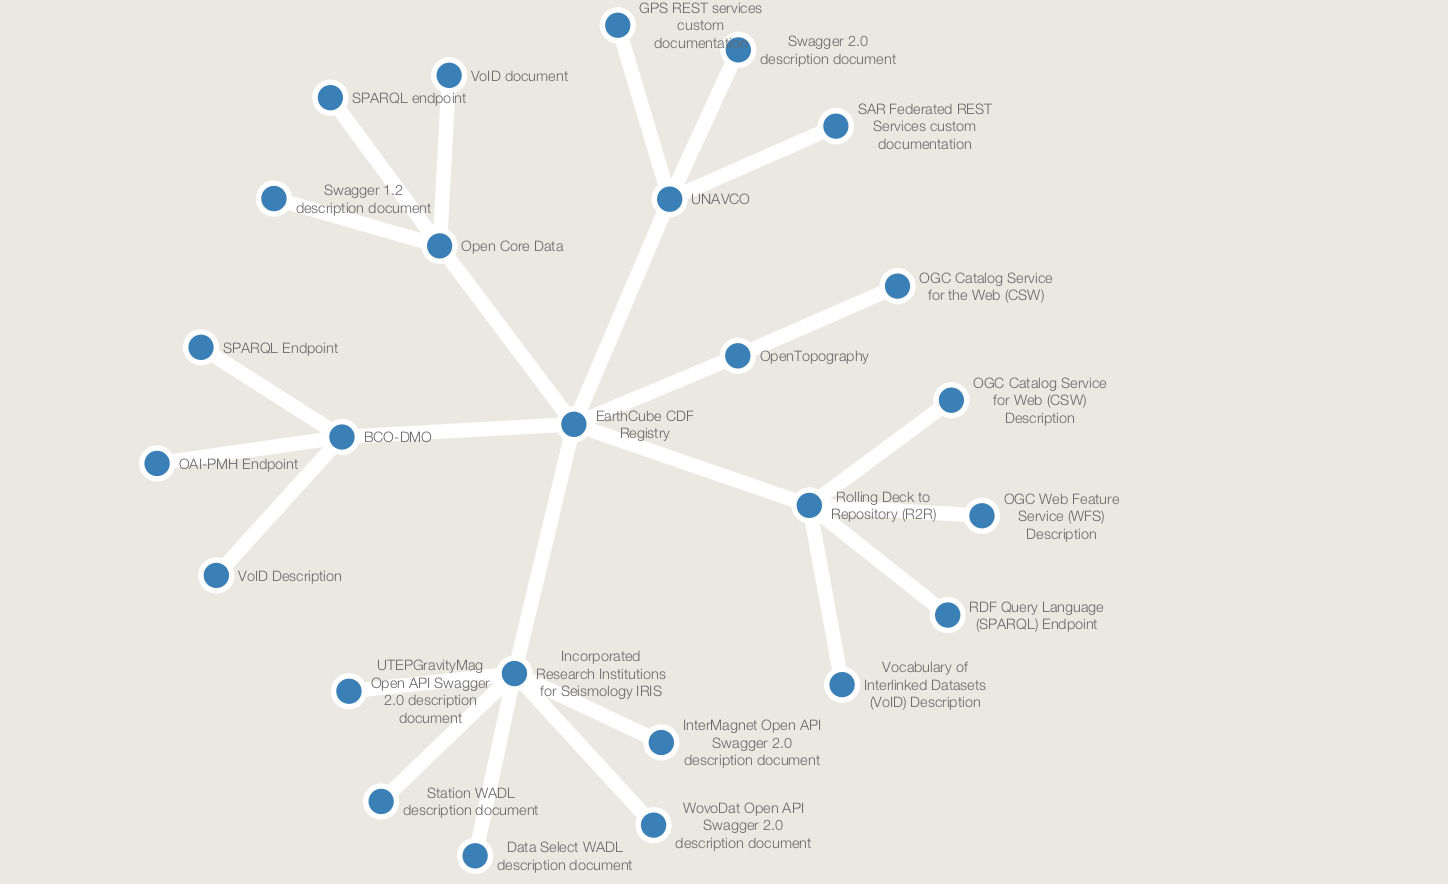 GPS REST services
custom
documentation
Swagger 2.0
description document
VoID document
SPARQL endpoint
SAR Federated REST
Services custom
documentation
Swagger 1.2
description document
UNAVCO
Open Core Data
OGC Catalog Service
for the Web (CSW)
SPARQL Endpoint
OpenTopography
OGC Catalog Service
for Web (CSW)
Description
EarthCube CDF
Registry
BCO-DMO
OAI-PMH Endpoint
Rolling Deck to
Repository (R2R)
OGC Web Feature
Service (WFS)
Description
VoID Description
RDF Query Language
(SPARQL) Endpoint
Incorporated
Research Institutions
for Seismology IRIS
UTEPGravityMag
Open API Swagger
2.0 description
document
Vocabulary of
Interlinked Datasets
(VoID) Description
InterMagnet Open API
Swagger 2.0
description document
Station WADL
description document
WovoDat Open API
Swagger 2.0
description document
Data Select WADL
description document